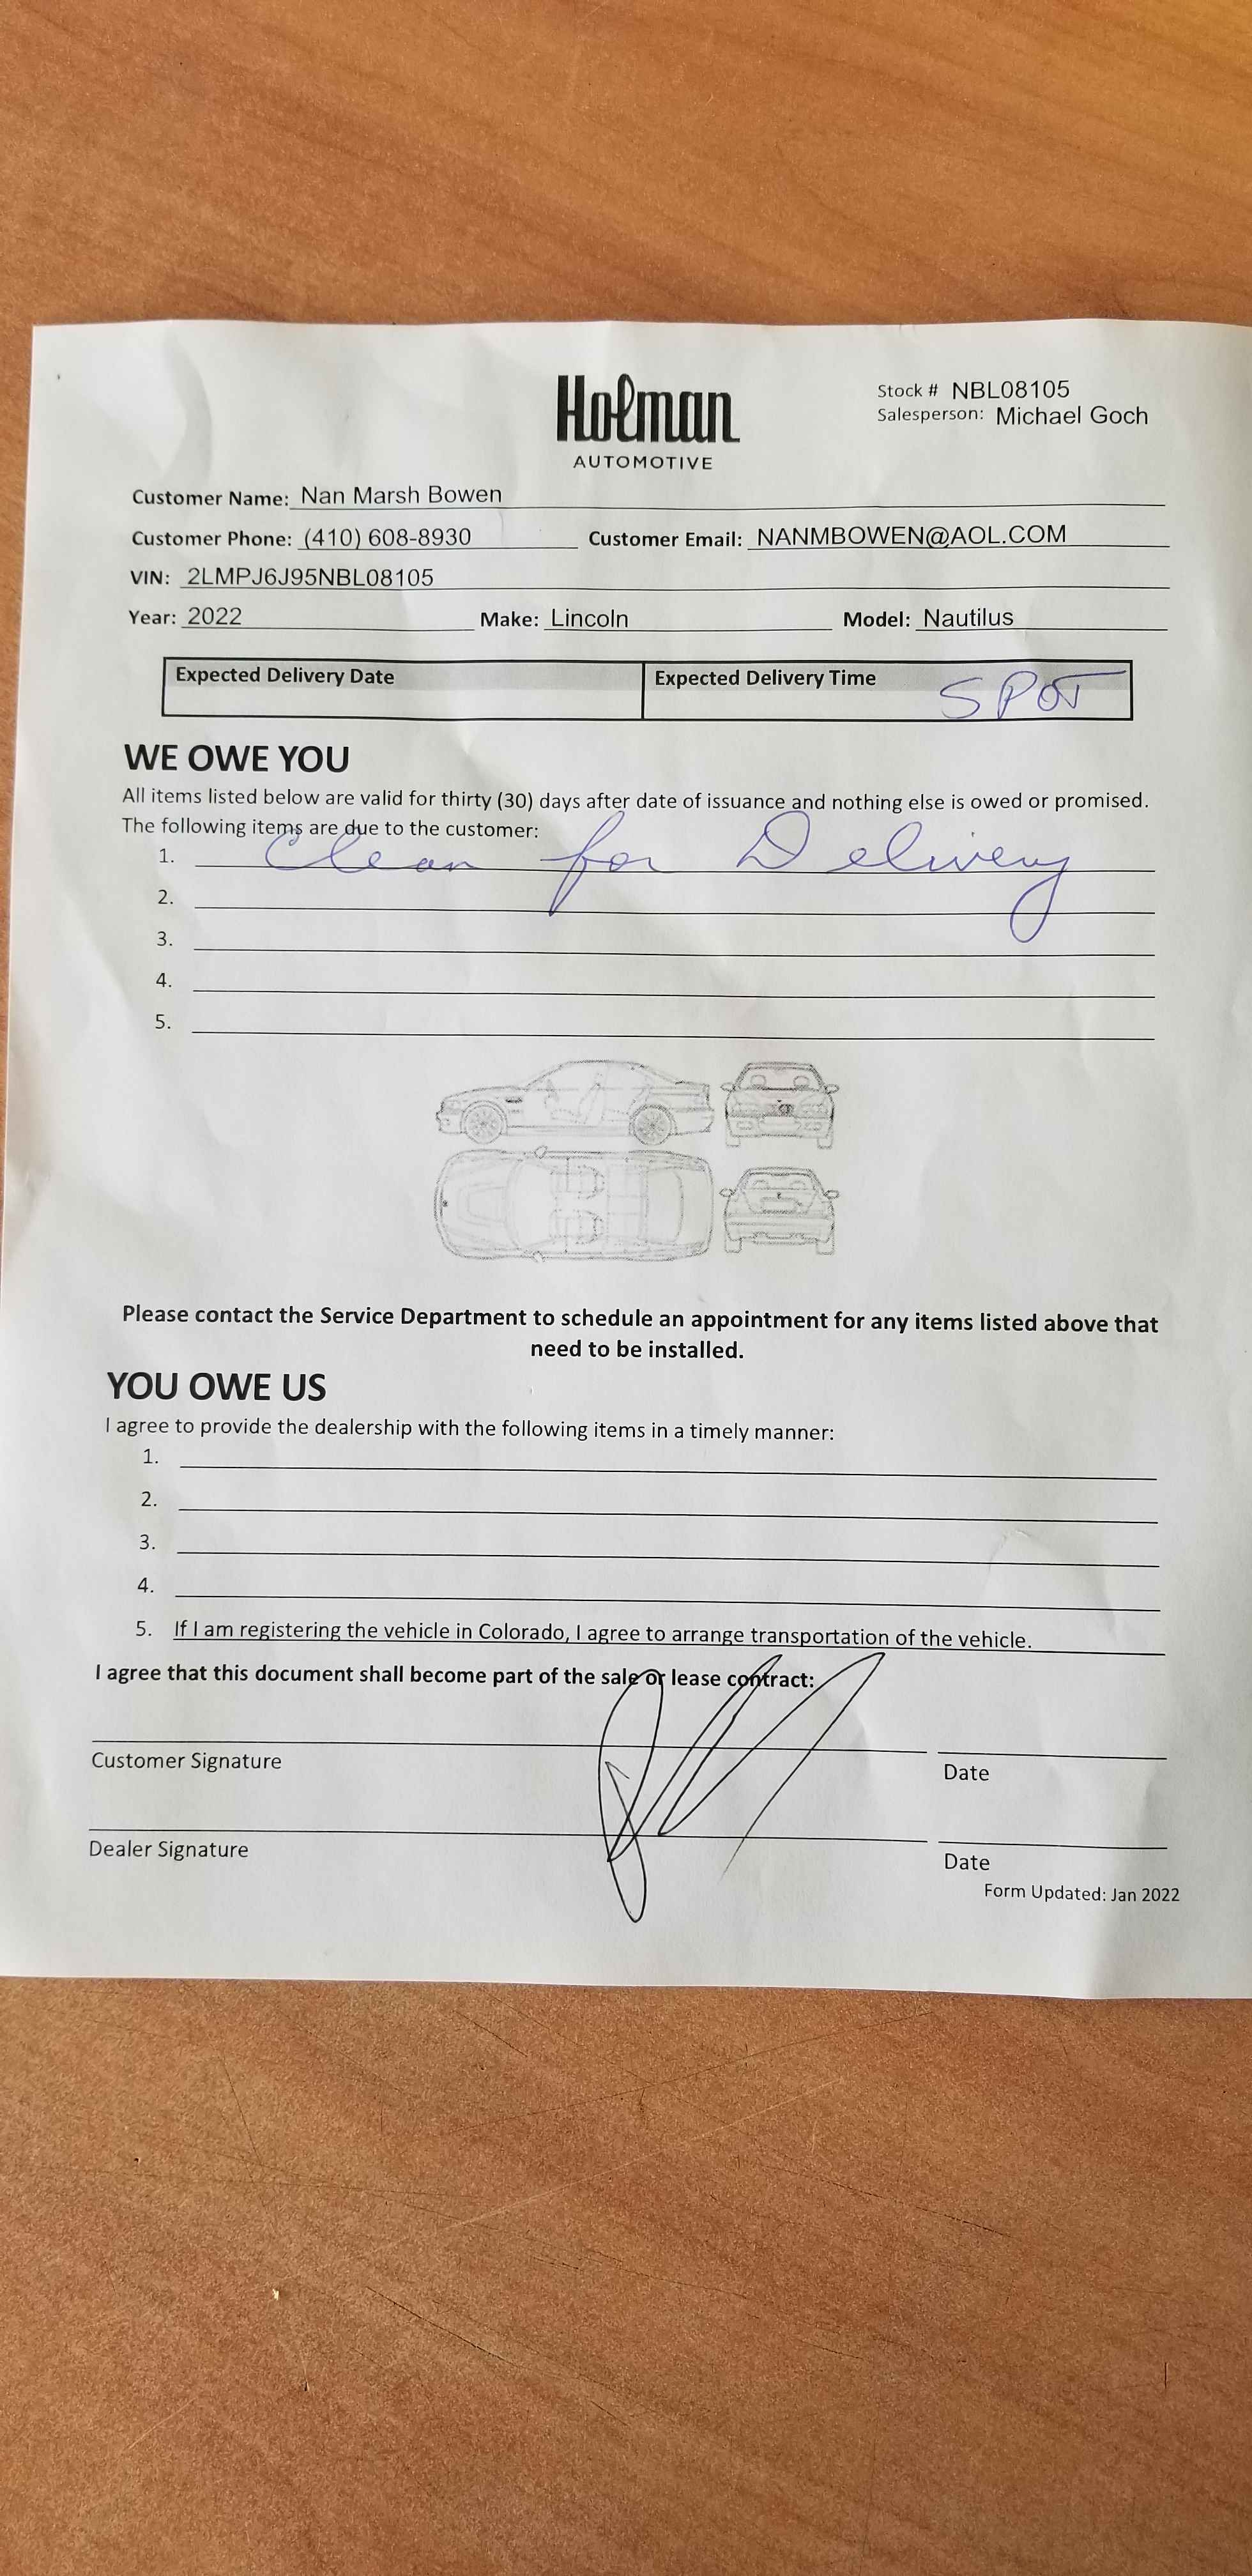 Holman
AUTOMOTIVE
Stock # NBL08105
Salesperson: Michael Goch
Customer Name: Nan Marsh Bowen
Customer Phone: (410) 608-8930 Customer Email: NANMBOWEN@AOL.COM
VIN: 2LMPJ6J95NBL08105
Year: 2022 Make: Lincoln Model: Nautilus
Expected Delivery Date Expected Delivery Time SPOT
WE OWE YOU
All items listed below are valid for thirty (30) days after date of issuance and nothing else is owed or promised.
The following items are due to the customer:
1. Clean for Delivery
2.
3.
4.
5.
Please contact the Service Department to schedule an appointment for any items listed above that
need to be installed.
YOU OWE US
I agree to provide the dealership with the following items in a timely manner:
1.
2.
3.
4.
5. If I am registering the vehicle in Colorado, I agree to arrange transportation of the vehicle.
I agree that this document shall become part of the sale or lease contract:
Customer Signature Date
Dealer Signature Date
Form Updated: Jan 2022